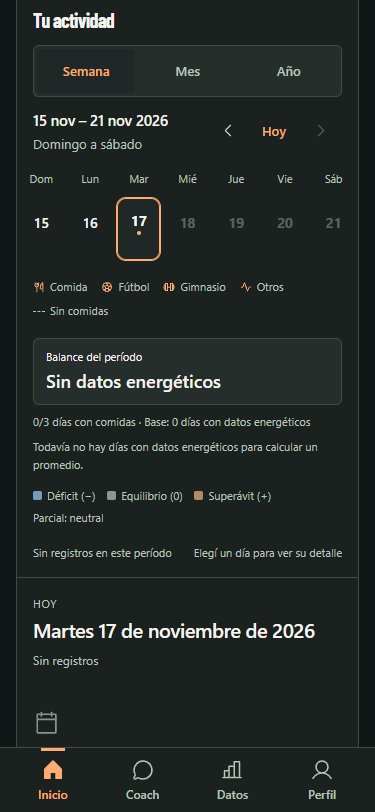 Tu actividad
Semana Mes Año
15 nov – 21 nov 2026
Hoy
Domingo a sábado
Dom Lun Mar Mié Jue Vie Sáb
15 16 17 18 19 20 21
Comida Fútbol Gimnasio Otros
--- Sin comidas
Balance del período
Sin datos energéticos
0/3 días con comidas · Base: 0 días con datos energéticos
Todavía no hay días con datos energéticos para calcular un
promedio.
Déficit (−) Equilibrio (0) Superávit (+)
Parcial: neutral
Sin registros en este período Elegí un día para ver su detalle
HOY
Martes 17 de noviembre de 2026
Sin registros
Inicio Coach Datos Perfil